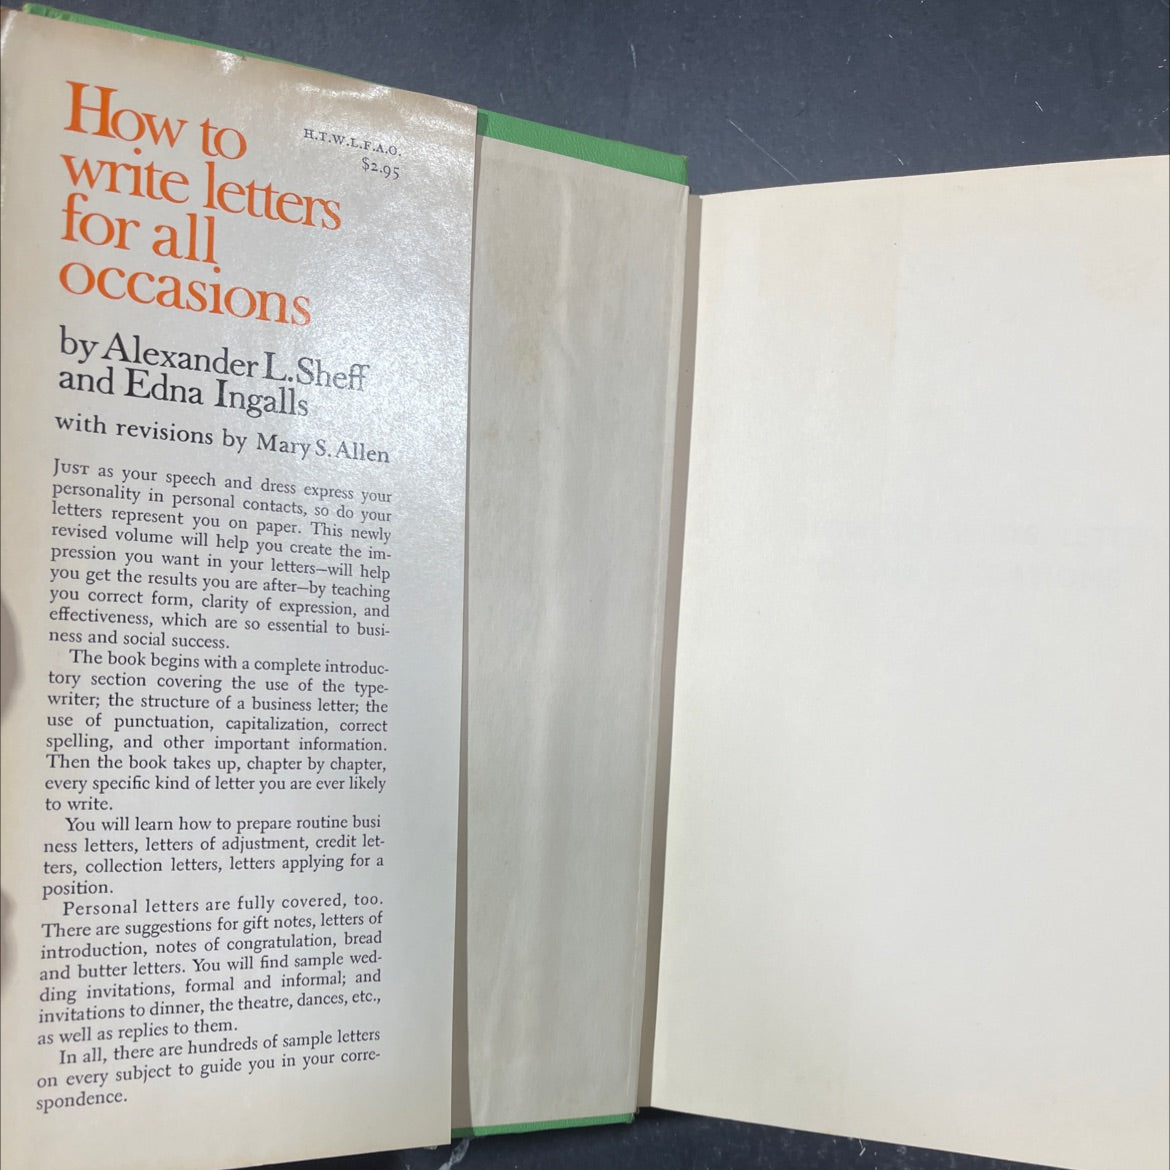 How to
write letters
for all
occasions
H.T.W.L.F.A.O.
$2.95
by Alexander L. Sheff
and Edna Ingalls
with revisions by Mary S. Allen
JUST as your speech and dress express your
personality in personal contacts, so do your
letters represent you on paper. This newly
revised volume will help you create the im-
pression you want in your letters—will help
you get the results you are after—by teaching
you correct form, clarity of expression, and
effectiveness, which are so essential to busi-
ness and social success.
The book begins with a complete introduc-
tory section covering the use of the type-
writer; the structure of a business letter; the
use of punctuation, capitalization, correct
spelling, and other important information.
Then the book takes up, chapter by chapter,
every specific kind of letter you are ever likely
to write.
You will learn how to prepare routine busi
ness letters, letters of adjustment, credit let-
ters, collection letters, letters applying for a
position.
Personal letters are fully covered, too.
There are suggestions for gift notes, letters of
introduction, notes of congratulation, bread
and butter letters. You will find sample wed-
ding invitations, formal and informal; and
invitations to dinner, the theatre, dances, etc.,
as well as replies to them.
In all, there are hundreds of sample letters
on every subject to guide you in your corre-
spondence.